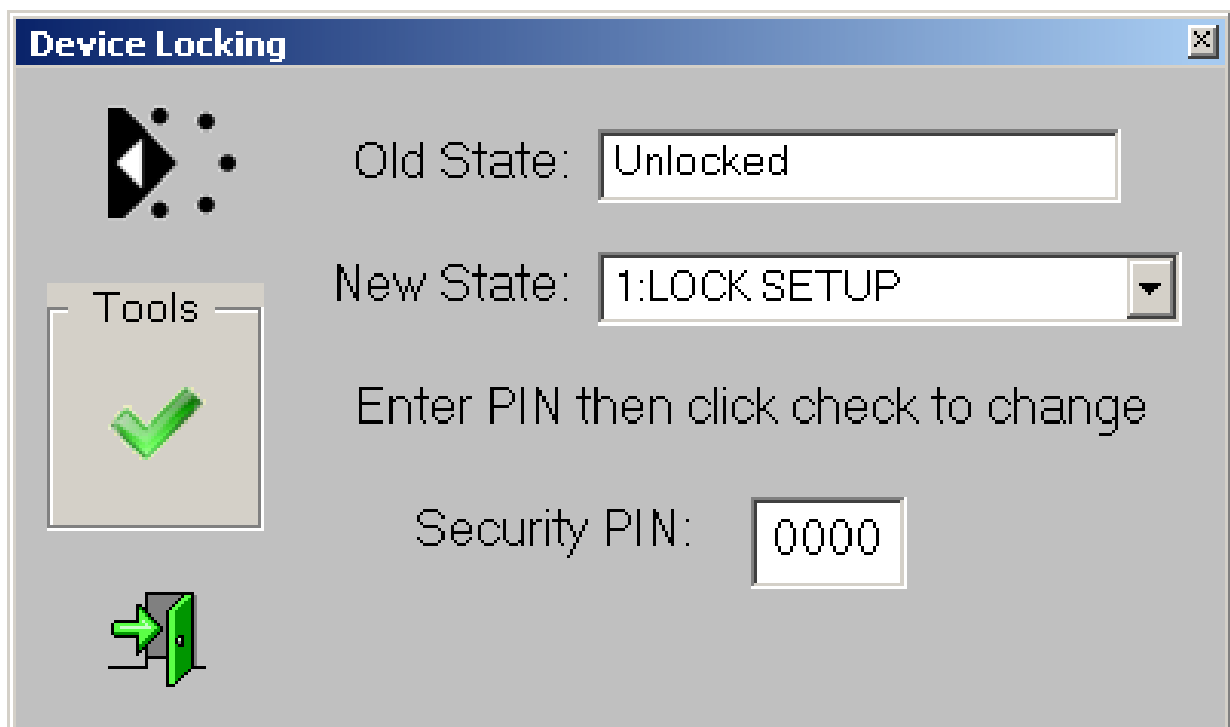 Device Locking
Old State: Unlocked
New State: 1:LOCK SETUP
Tools
Enter PIN then click check to change
Security PIN: 0000